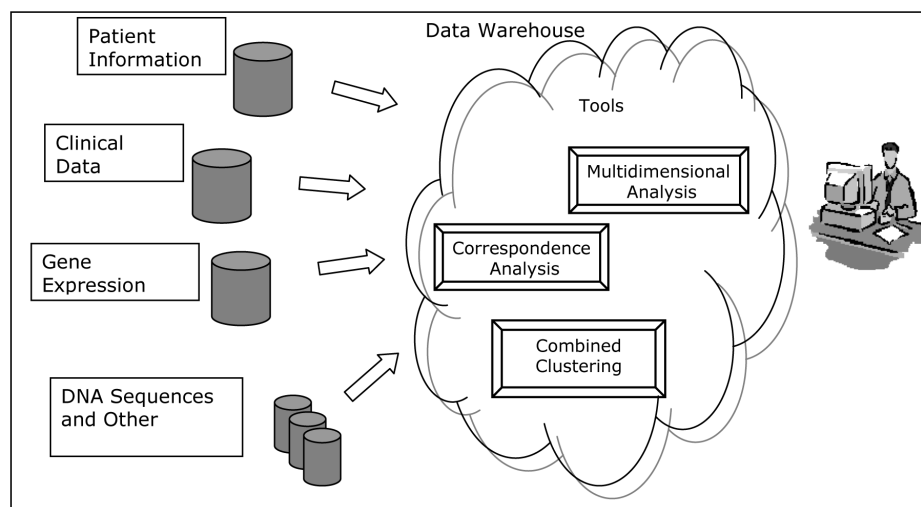 Patient
Information
Clinical
Data
Gene
Expression
DNA Sequences
and Other
Data Warehouse
Tools
Multidimensional
Analysis
Correspondence
Analysis
Combined
Clustering